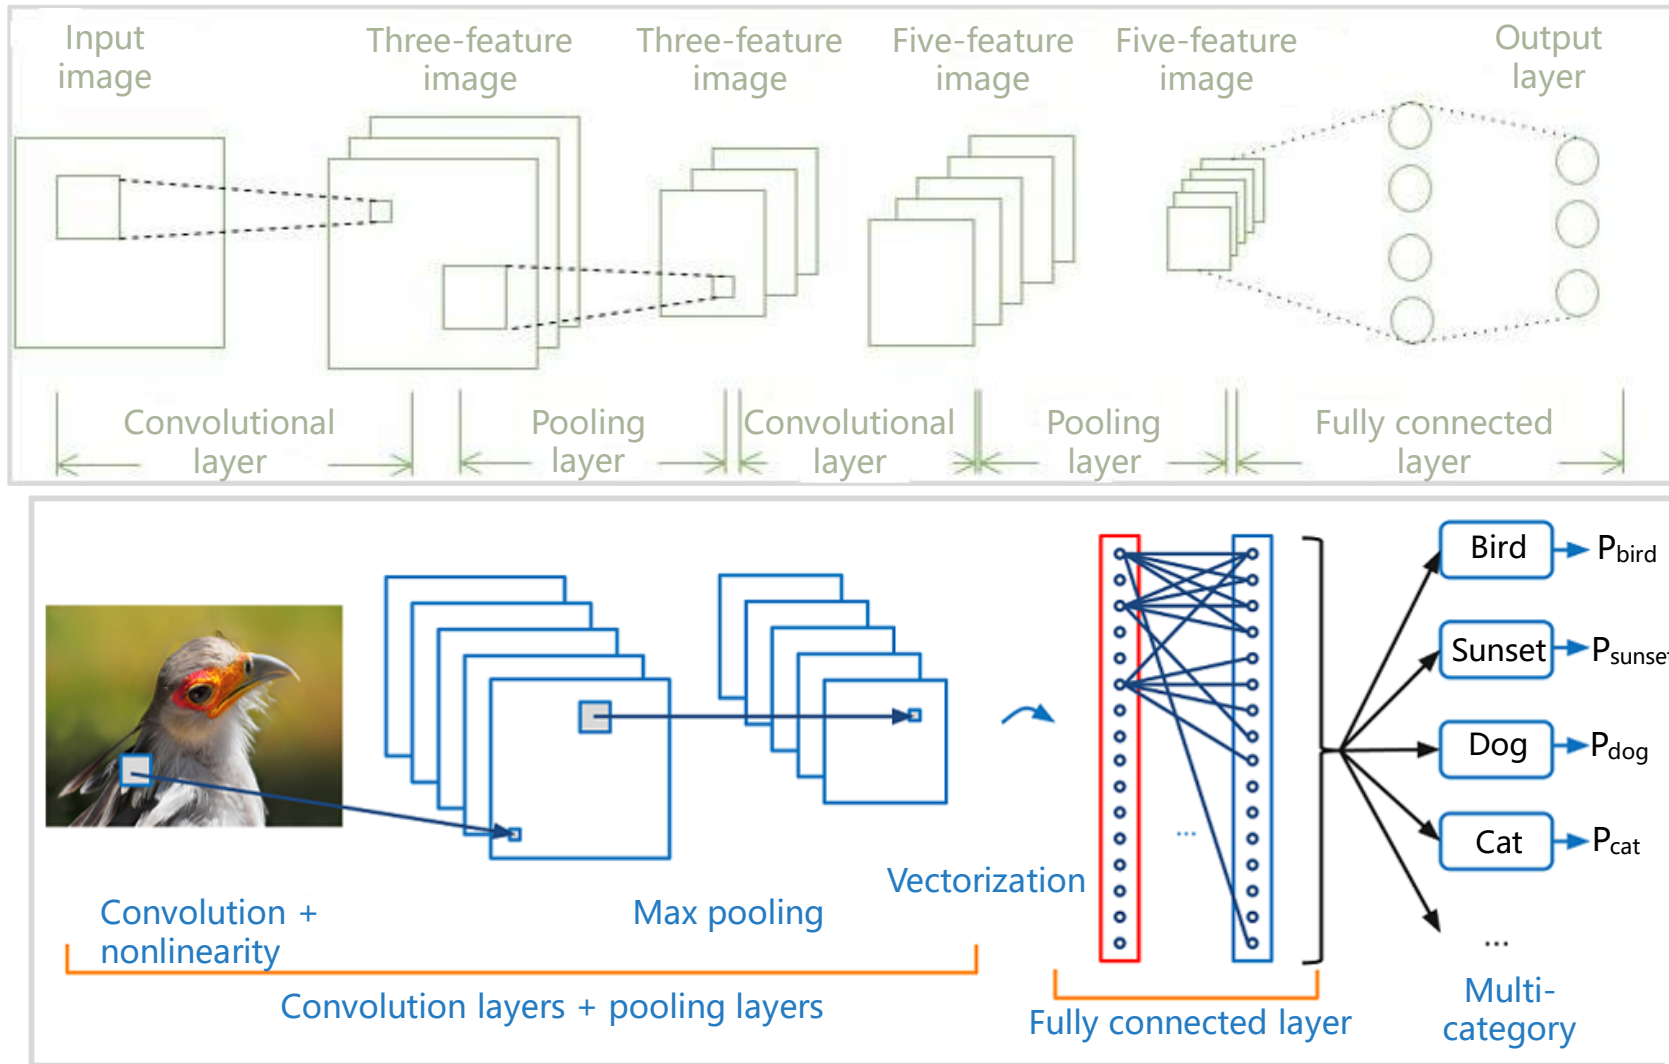 Input
image
Three-feature
image
Three-feature
image
Five-feature
image
Five-feature
image
Output
layer
Convolutional
layer
Pooling
layer
Convolutional
layer
Pooling
layer
Fully connected
layer
Bird
Pbird
Sunset
Psunset
Dog
Pdog
Cat
Pcat
...
...
Vectorization
Convolution +
nonlinearity
Max pooling
Convolution layers + pooling layers
Fully connected layer
Multi-
category